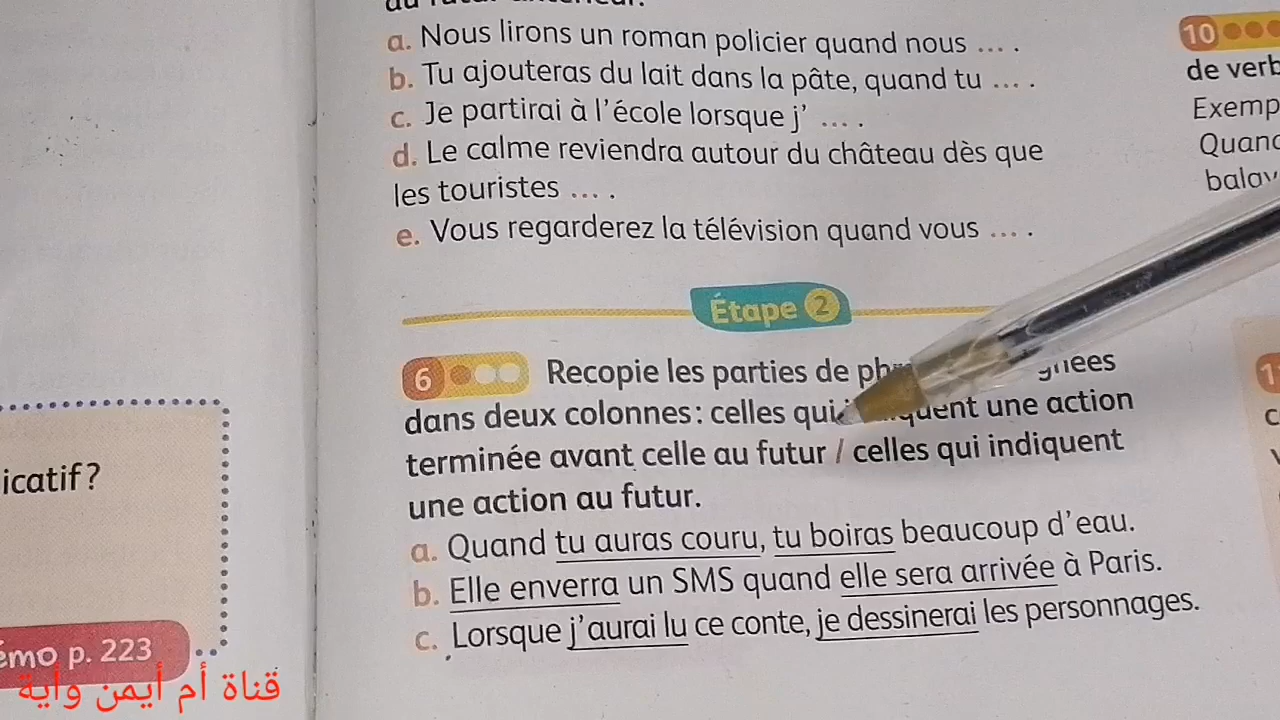 a. Nous lirons un roman policier quand nous ... .
b. Tu ajouteras du lait dans la pâte, quand tu ... .
c. Je partirai à l'école lorsque j' ... .
d. Le calme reviendra autour du château dès que
les touristes ... .
e. Vous regarderez la télévision quand vous ... .
Étape 2
6 Recopie les parties de
dans deux colonnes : celles une action
terminée avant celle au futur / celles qui indiquent
une action au futur.
a. Quand tu auras couru, tu boiras beaucoup d'eau.
b. Elle enverra un SMS quand elle sera arrivée à Paris.
c. Lorsque j'aurai lu ce conte, je dessinerai les personnages.
icatif ?
émo p. 223
قناة أم أيمن وأية
10
de verb
Exemp
Quand
balay